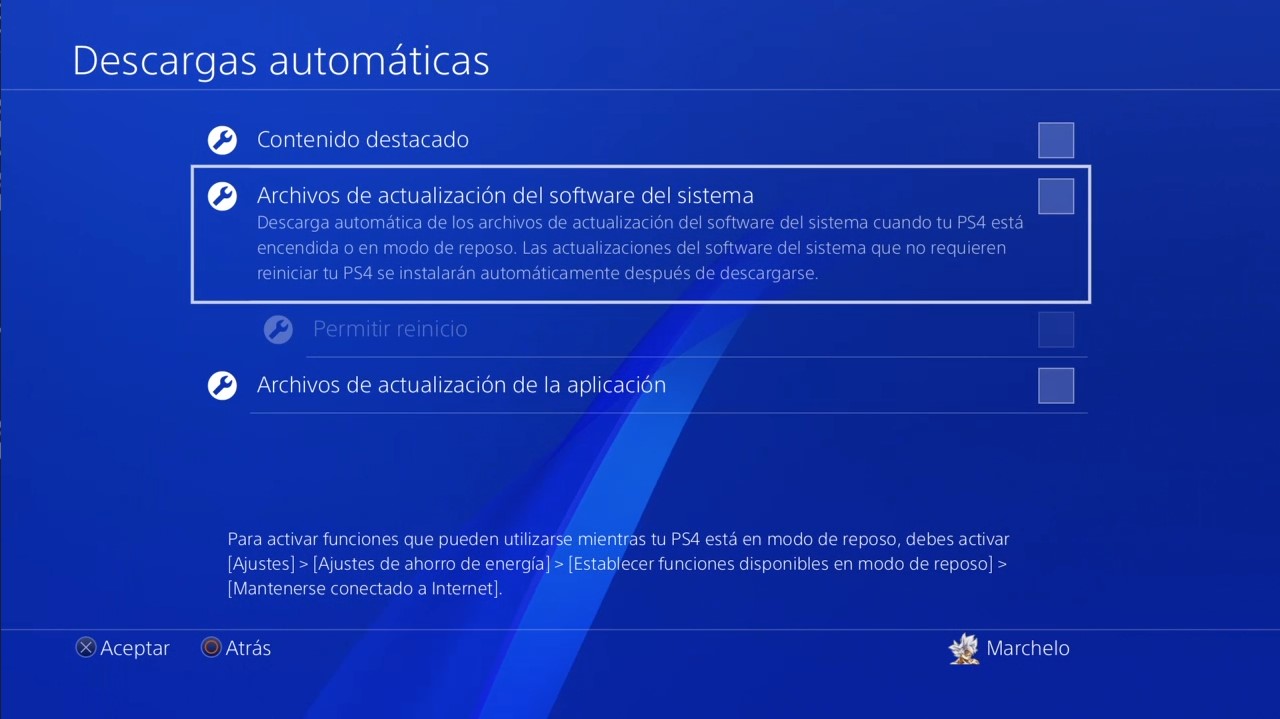 Descargas automáticas
Contenido destacado
Archivos de actualización del software del sistema
Descarga automática de los archivos de actualización del software del sistema cuando tu PS4 está
encendida o en modo de reposo. Las actualizaciones del software del sistema que no requieren
reiniciar tu PS4 se instalarán automáticamente después de descargarse.
Permitir reinicio
Archivos de actualización de la aplicación
Para activar funciones que pueden utilizarse mientras tu PS4 está en modo de reposo, debes activar
[Ajustes] > [Ajustes de ahorro de energía] > [Establecer funciones disponibles en modo de reposo] >
[Mantenerse conectado a Internet].
Aceptar Atrás Marchelo